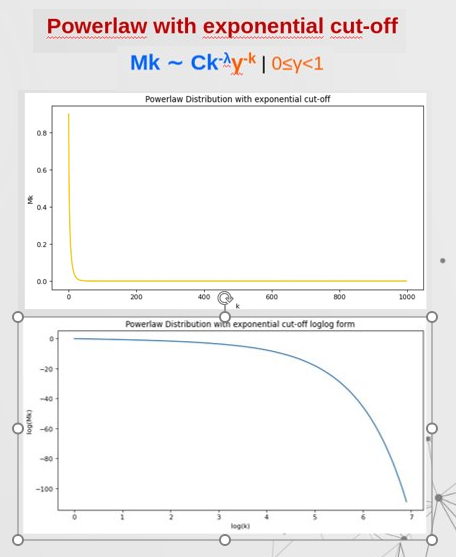 Powerlaw with exponential cut-off
Mk ~ Ck^-λγ^-k | 0≤γ<1
Powerlaw Distribution with exponential cut-off
Mk
0.8
0.6
0.4
0.2
0.0
0 200 400 600 800 1000
k
Powerlaw Distribution with exponential cut-off loglog form
log(Mk)
0
−20
−40
−60
−80
−100
0 1 2 3 4 5 6 7
log(k)